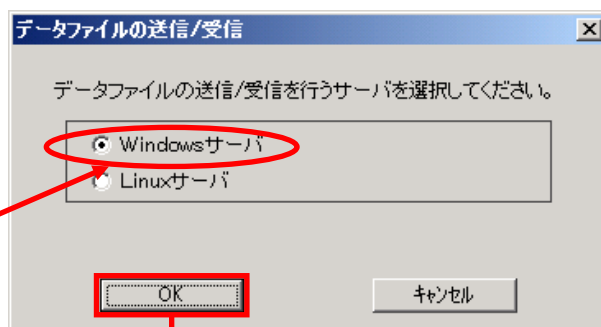 データファイルの送信/受信
データファイルの送信/受信を行うサーバを選択してください。
Windowsサーバ
Linuxサーバ
OK
キャンセル